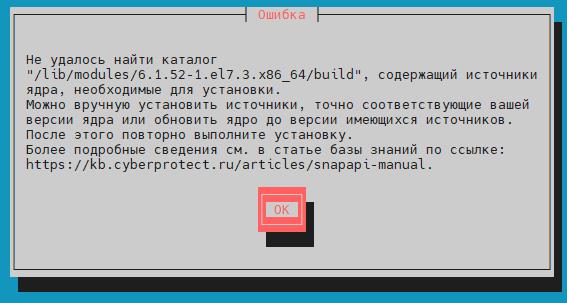 Ошибка
Не удалось найти каталог
"/lib/modules/6.1.52-1.el7.3.x86_64/build", содержащий источники
ядра, необходимые для установки.
Можно вручную установить источники, точно соответствующие вашей
версии ядра или обновить ядро до версии имеющихся источников.
После этого повторно выполните установку.
Более подробные сведения см. в статье базы знаний по ссылке:
https://kb.cyberprotect.ru/articles/snapapi-manual.
OK